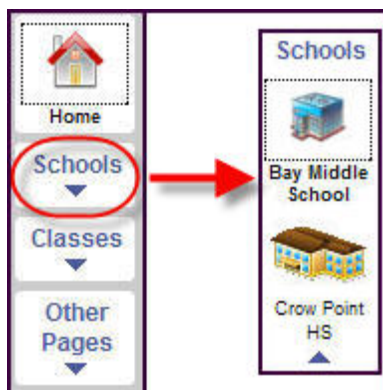 Home
Schools
Classes
Other
Pages
Schools
Bay Middle
School
Crow Point
HS